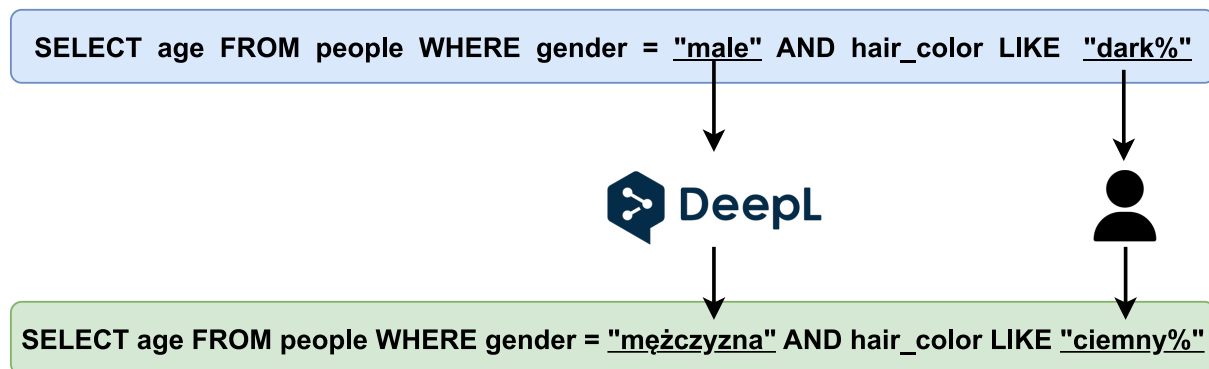 SELECT age FROM people WHERE gender = "male" AND hair_color LIKE "dark%"
DeepL
SELECT age FROM people WHERE gender = "mężczyzna" AND hair_color LIKE "ciemny%"